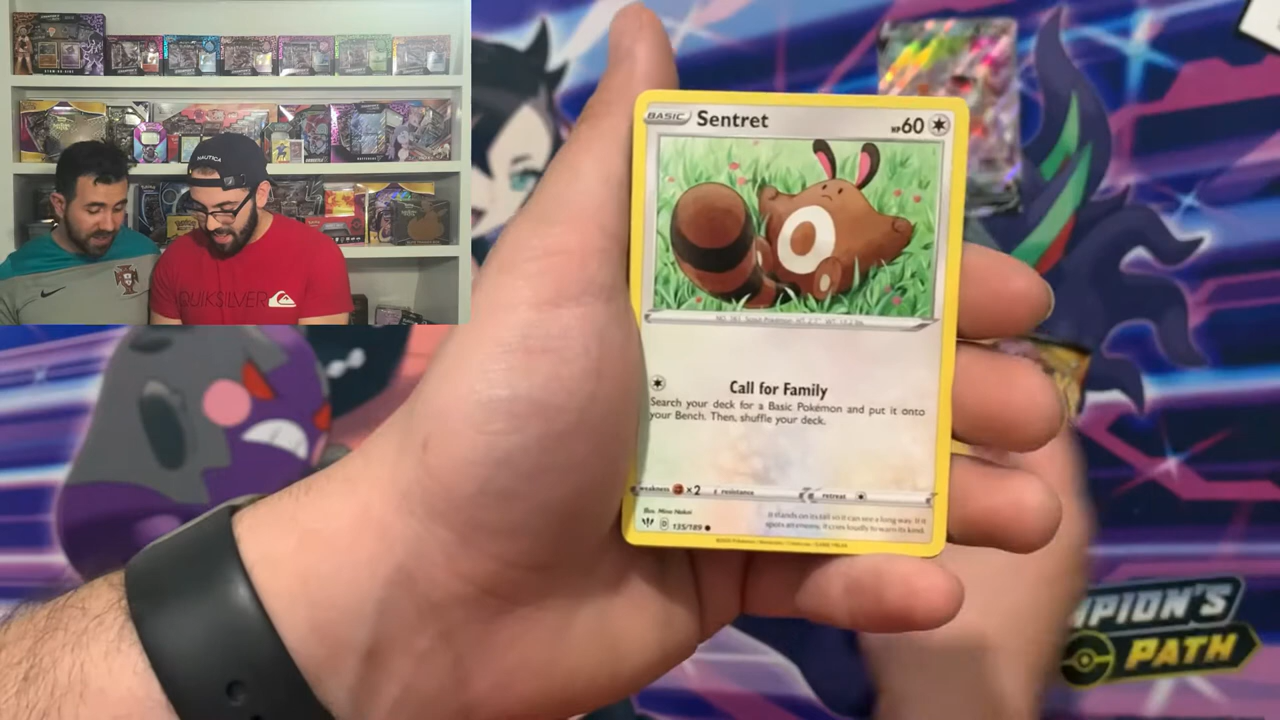 NAUTICA
QUIKSILVER
BASIC Sentret HP60
Call for Family
Search your deck for a Basic Pokémon and put it onto
your Bench. Then, shuffle your deck.
weakness ×2 resistance retreat
Illus. Mina Nakai
It stands on its tail so it can see a long way. If it
spots an enemy, it cries loudly to warn its kind.
D 135/189
MPION'S
PATH